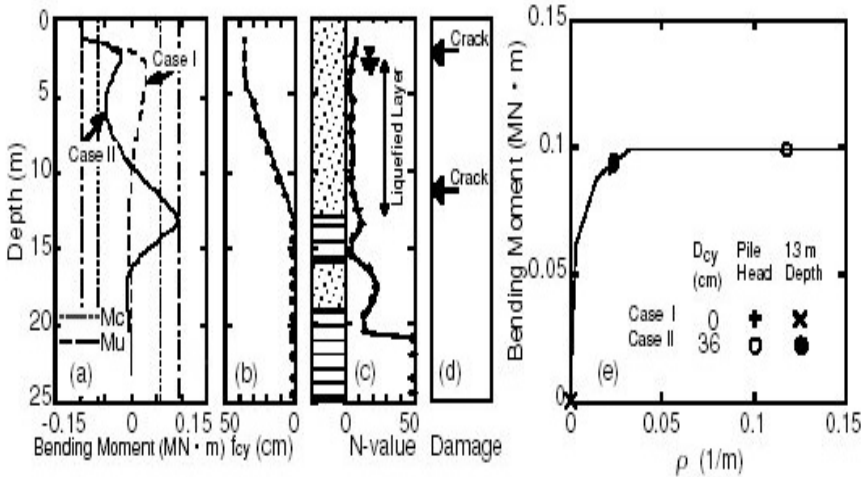 0
5
10
15
20
25
Depth (m)
Case I
Case II
Mc
Mu
(a)
-0.15
0
0.15
Bending Moment (MN・m)
(b)
50
0
fcy (cm)
Liquefied Layer
(c)
0
50
N-value
Crack
Crack
(d)
Damage
0.15
0.1
0.05
0
Bending Moment (MN・m)
Dcy (cm)
Pile Head
13 m Depth
Case I 0
Case II 36
(e)
0
0.05
0.1
0.15
ρ (1/m)